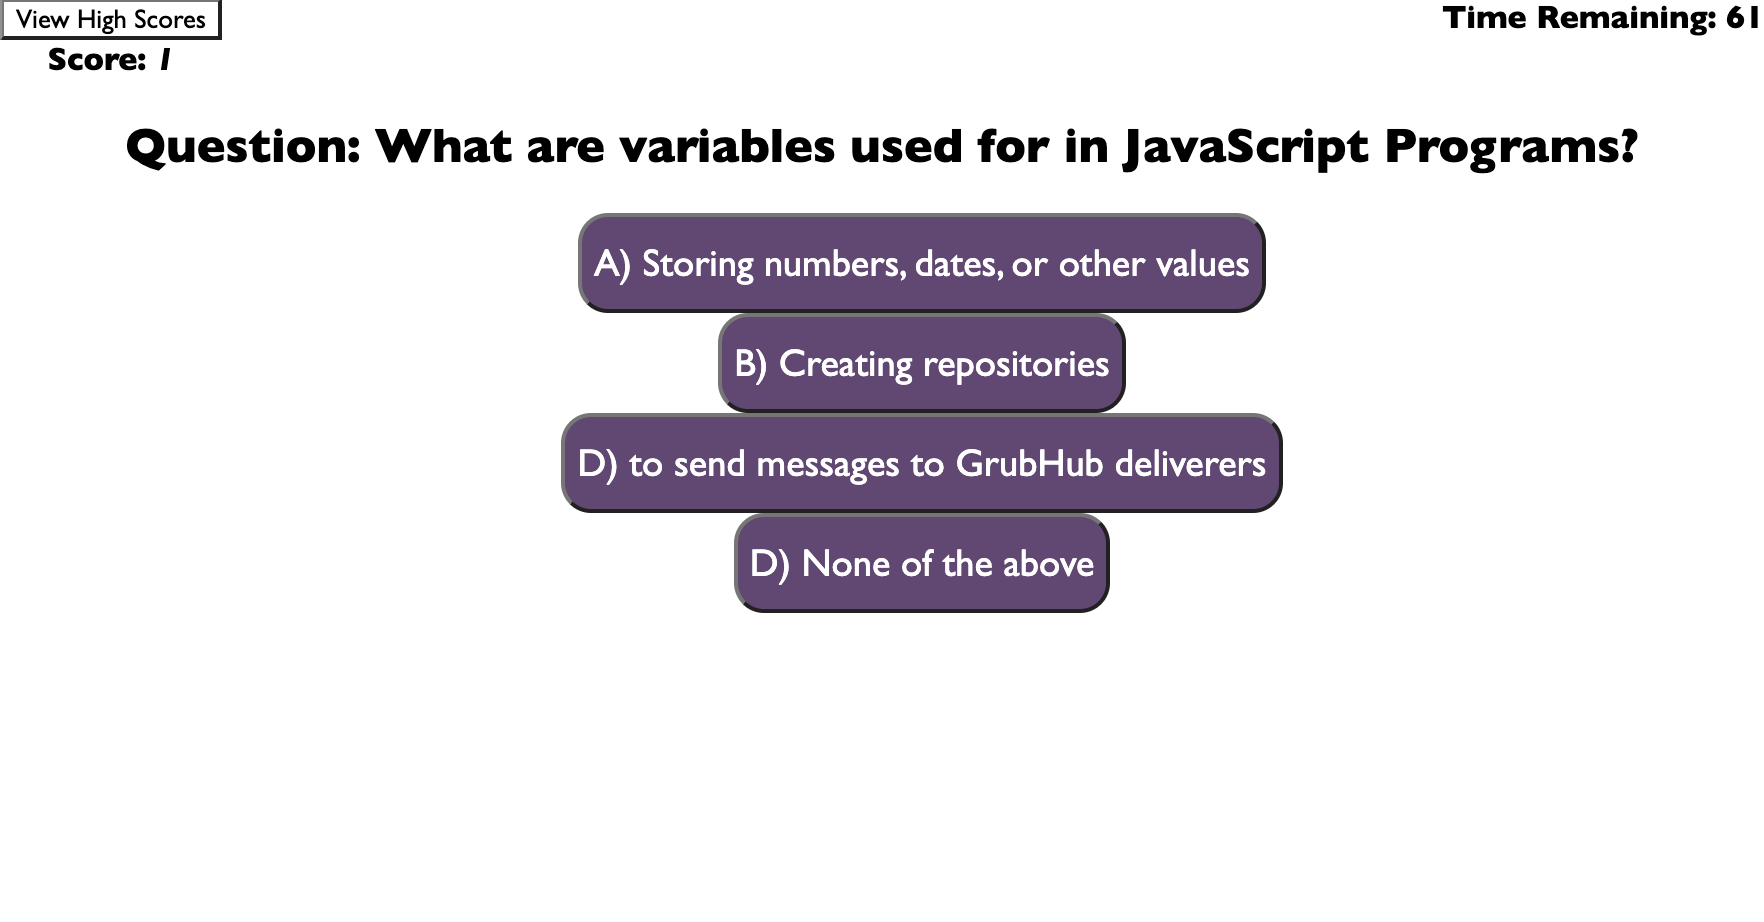 View High Scores
Time Remaining: 61
Score: 1
Question: What are variables used for in JavaScript Programs?
A) Storing numbers, dates, or other values
B) Creating repositories
D) to send messages to GrubHub deliverers
D) None of the above